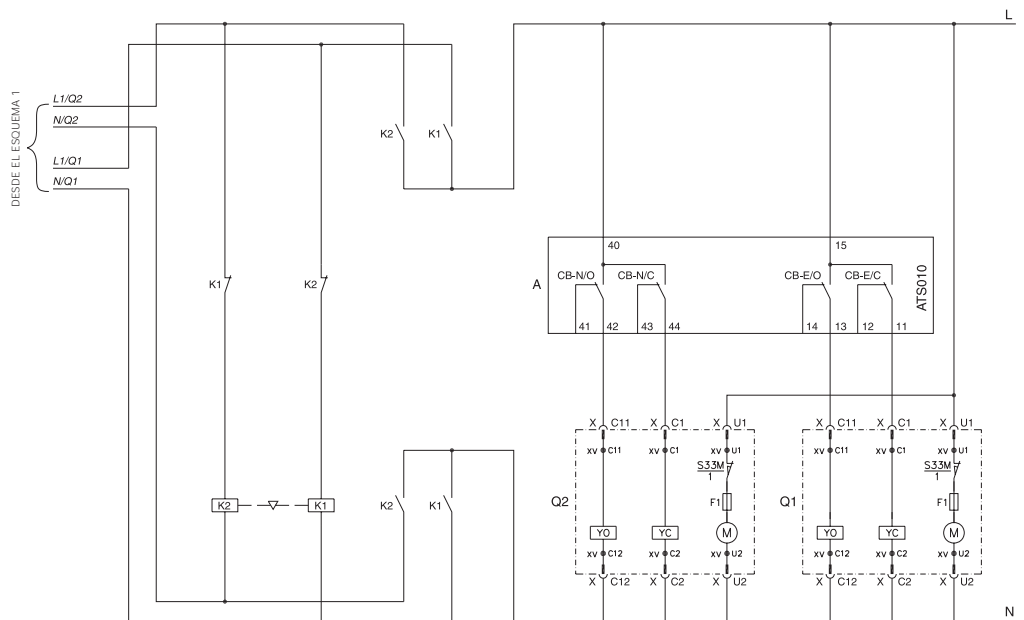 L
L1/Q2
N/Q2
L1/Q1
N/Q1
DESDE EL ESQUEMA 1
K2 K1
40 15
K1 K2
A
CB-N/O CB-N/C CB-E/O CB-E/C
ATS010
41 42 43 44 14 13 12 11
X C11 X C1 X U1 X C11 X C1 X U1
xv C11 xv C1 xv U1 xv C11 xv C1 xv U1
S33M S33M
1 1
K2 K1 K2 K1 Q2 F1 Q1 F1
YO YC M YO YC M
xv C12 xv C2 xv U2 xv C12 xv C2 xv U2
X C12 X C2 X U2 X C12 X C2 X U2
N